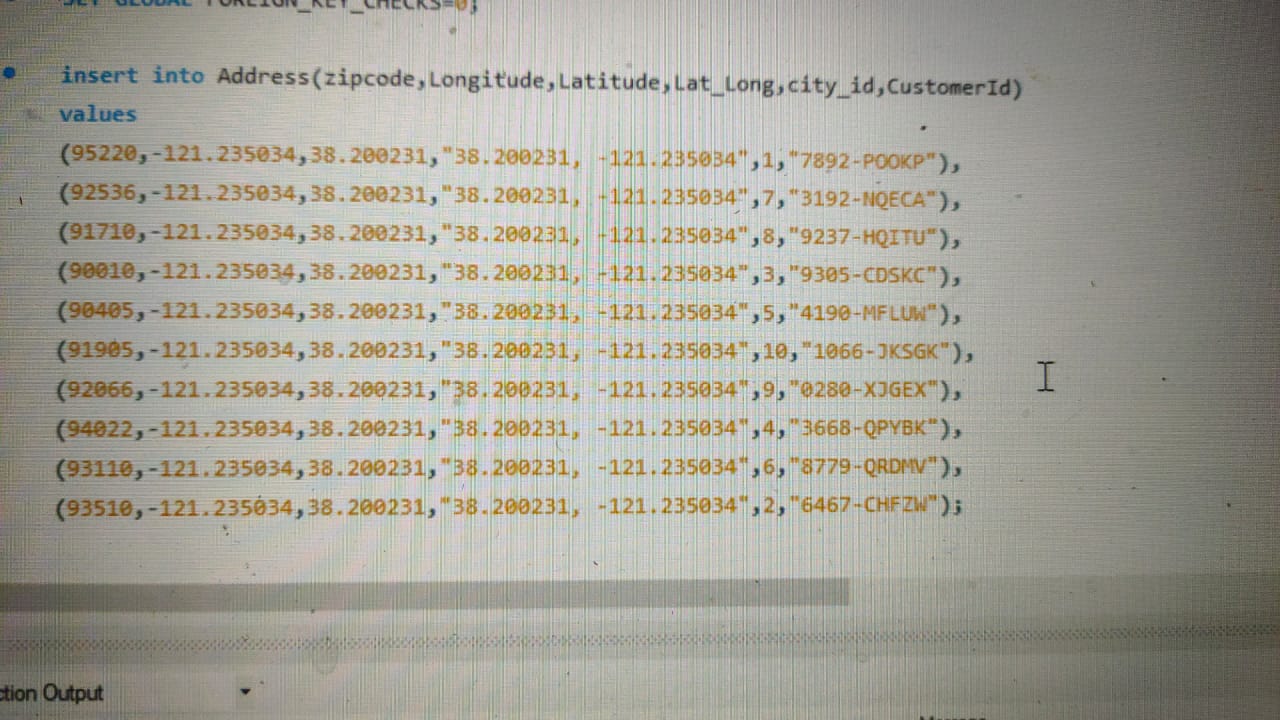 SET GLOBAL FOREIGN_KEY_CHECKS=0;
insert into Address(zipcode,Longitude,Latitude,Lat_Long,city_id,CustomerId)
values
(95220,-121.235034,38.200231,"38.200231, -121.235034",1,"7892-POOKP"),
(92536,-121.235034,38.200231,"38.200231, -121.235034",7,"3192-NQECA"),
(91710,-121.235034,38.200231,"38.200231, -121.235034",8,"9237-HQITU"),
(90010,-121.235034,38.200231,"38.200231, -121.235034",3,"9305-CDSKC"),
(90405,-121.235034,38.200231,"38.200231, -121.235034",5,"4190-MFLUW"),
(91905,-121.235034,38.200231,"38.200231, -121.235034",10,"1066-JKSGK"),
(92066,-121.235034,38.200231,"38.200231, -121.235034",9,"0280-XJGEX"),
(94022,-121.235034,38.200231,"38.200231, -121.235034",4,"3668-QPYBK"),
(93110,-121.235034,38.200231,"38.200231, -121.235034",6,"8779-QRDMV"),
(93510,-121.235034,38.200231,"38.200231, -121.235034",2,"6467-CHFZW");
ction Output